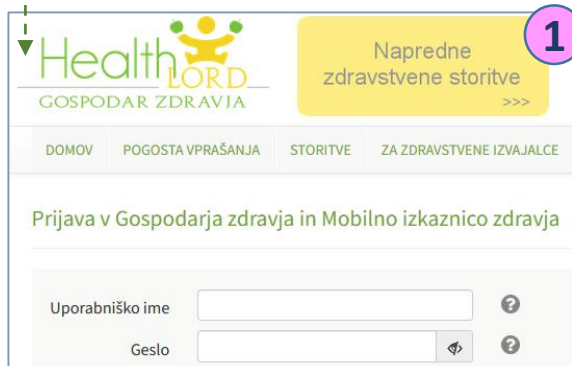 1
Health
LORD
GOSPODAR ZDRAVJA
Napredne
zdravstvene storitve
>>>
DOMOV POGOSTA VPRAŠANJA STORITVE ZA ZDRAVSTVENE IZVAJALCE
Prijava v Gospodarja zdravja in Mobilno izkaznico zdravja
Uporabniško ime ?
Geslo ?